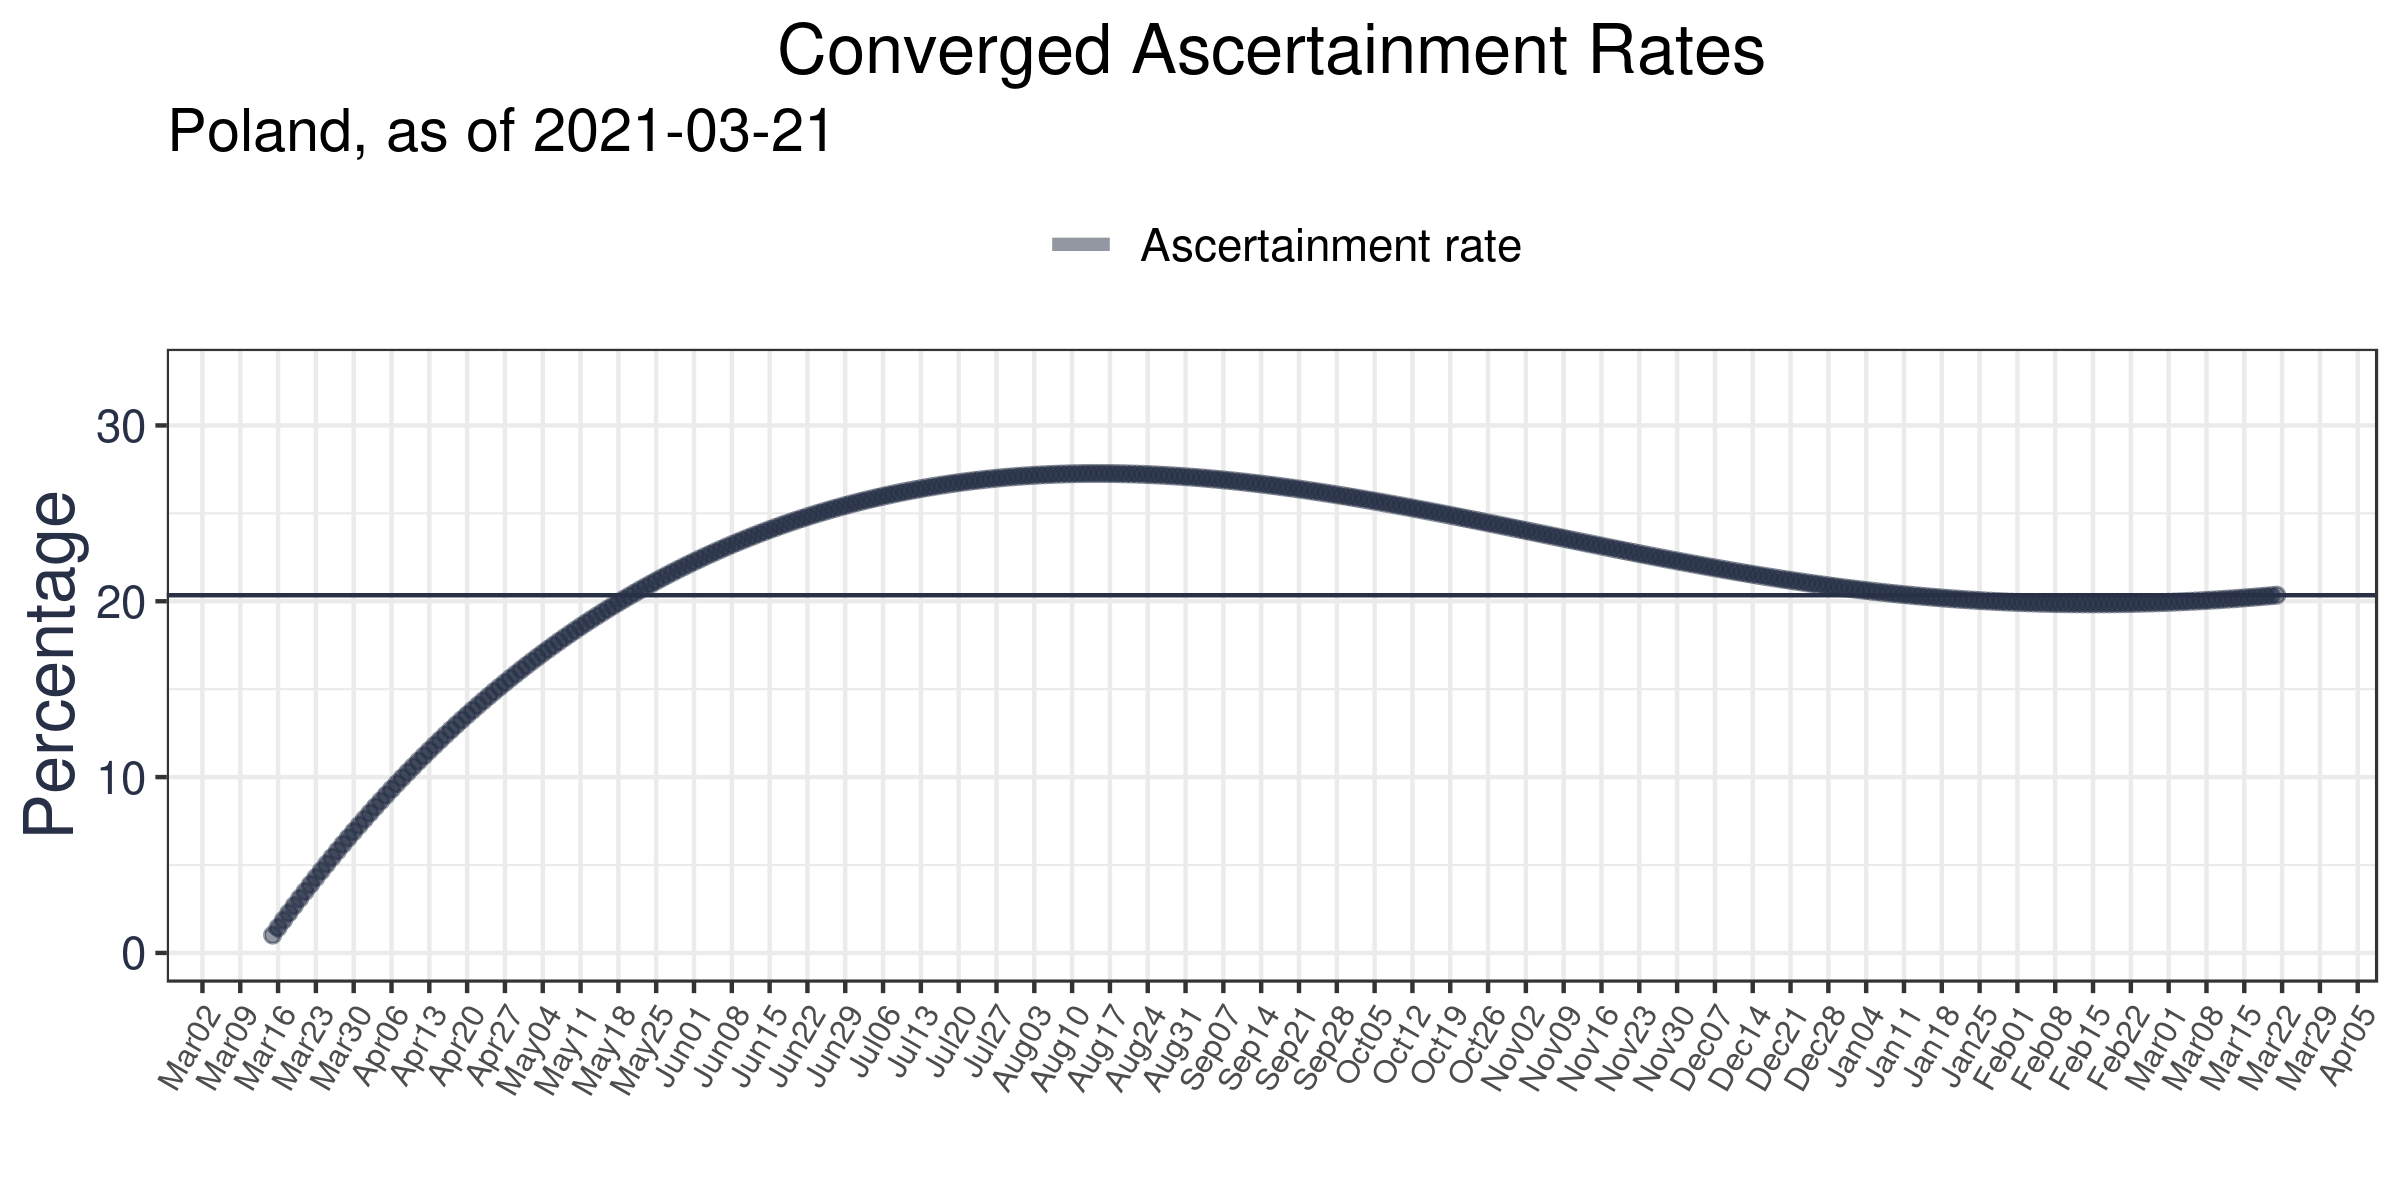 Converged Ascertainment Rates
Poland, as of 2021-03-21
Ascertainment rate
Percentage
30
20
10
0
Mar02 Mar09 Mar16 Mar23 Mar30 Apr06 Apr13 Apr20 Apr27 May04 May11 May18 May25 Jun01 Jun08 Jun15 Jun22 Jun29 Jul06 Jul13 Jul20 Jul27 Aug03 Aug10 Aug17 Aug24 Aug31 Sep07 Sep14 Sep21 Sep28 Oct05 Oct12 Oct19 Oct26 Nov02 Nov09 Nov16 Nov23 Nov30 Dec07 Dec14 Dec21 Dec28 Jan04 Jan11 Jan18 Jan25 Feb01 Feb08 Feb15 Feb22 Mar01 Mar08 Mar15 Mar22 Mar29 Apr05